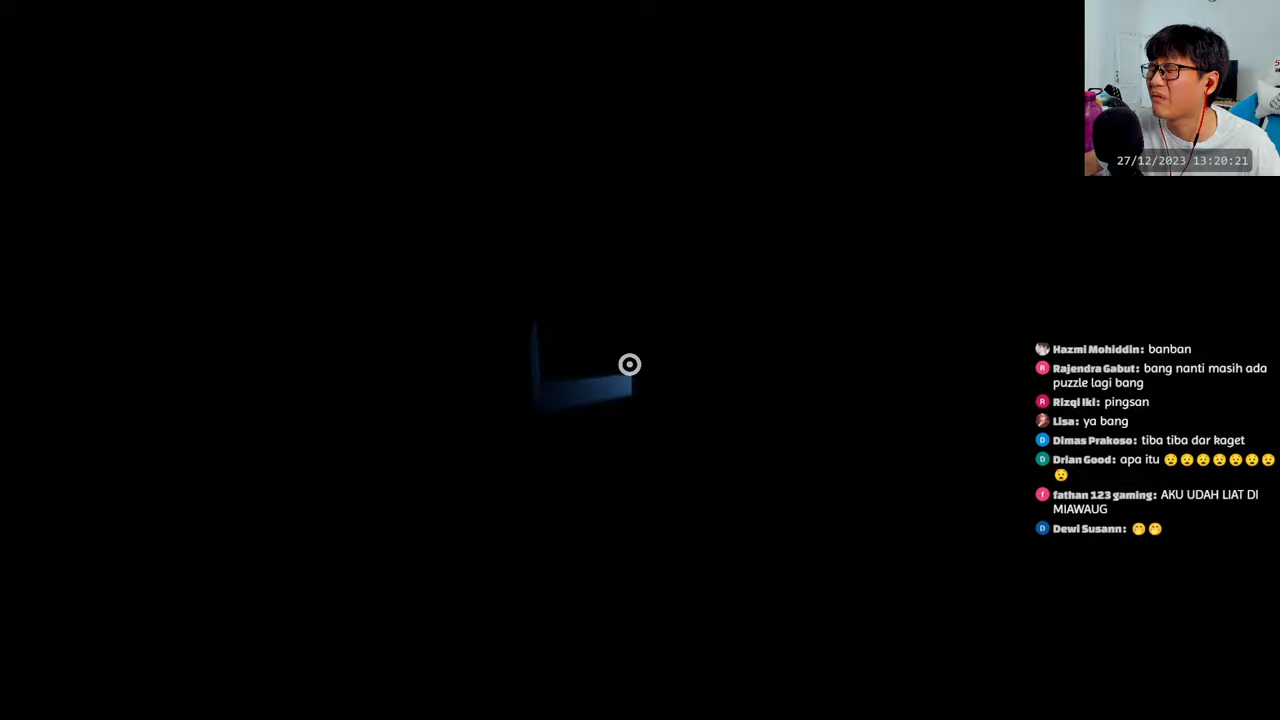 27/12/2023 13:20:21
Hazmi Mohiddin: banban
Rajendra Gabut: bang nanti masih ada
puzzle lagi bang
Rizqi Iki: pingsan
Lisa: ya bang
Dimas Prakoso: tiba tiba dar kaget
Drian Good: apa itu 😧😧😧😧😧😧😧
😧
fathan 123 gaming: AKU UDAH LIAT DI
MIAWAUG
Dewi Susann: 🤭🤭